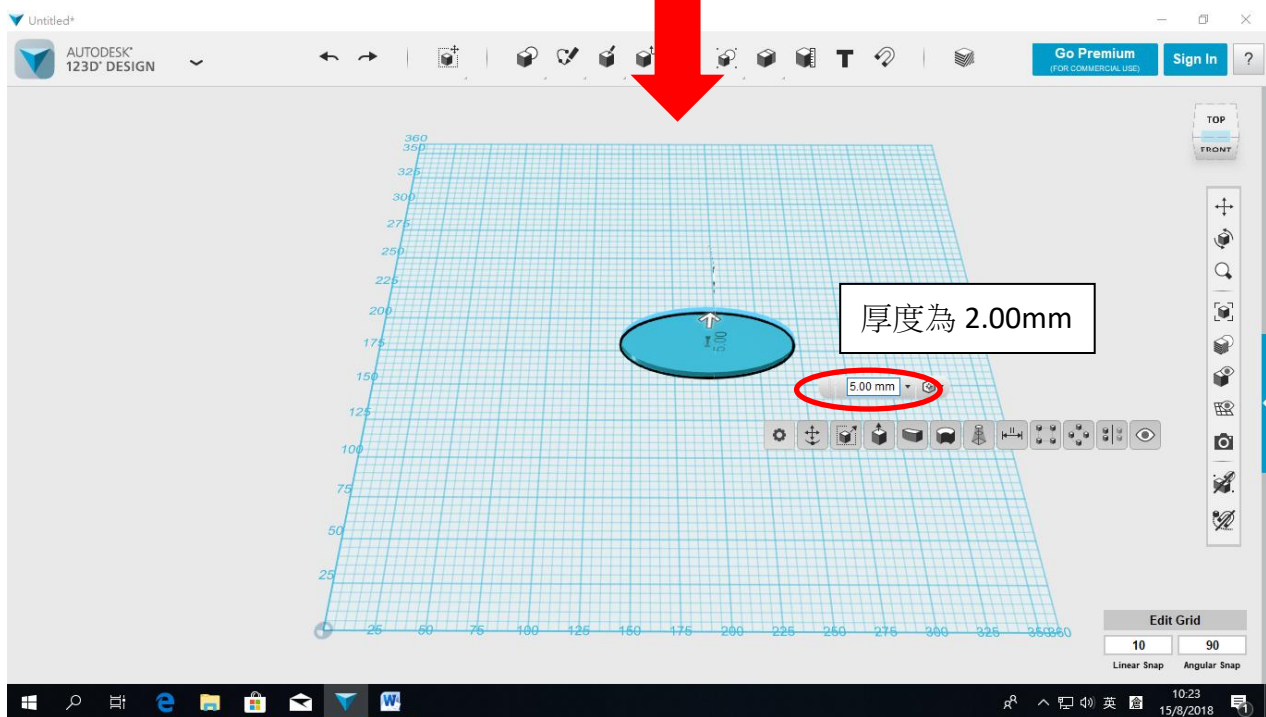 Untitled*
AUTODESK®
123D® DESIGN
T
Go Premium
(FOR COMMERCIAL USE)
Sign In
?
TOP
FRONT
360
350
325
300
275
250
225
200
175
150
125
100
75
50
25
5.00
厚度為 2.00mm
5.00 mm
25 50 75 100 125 150 175 200 225 250 275 300 325 350 360
Edit Grid
10 90
Linear Snap Angular Snap
英 倉 10:23
15/8/2018